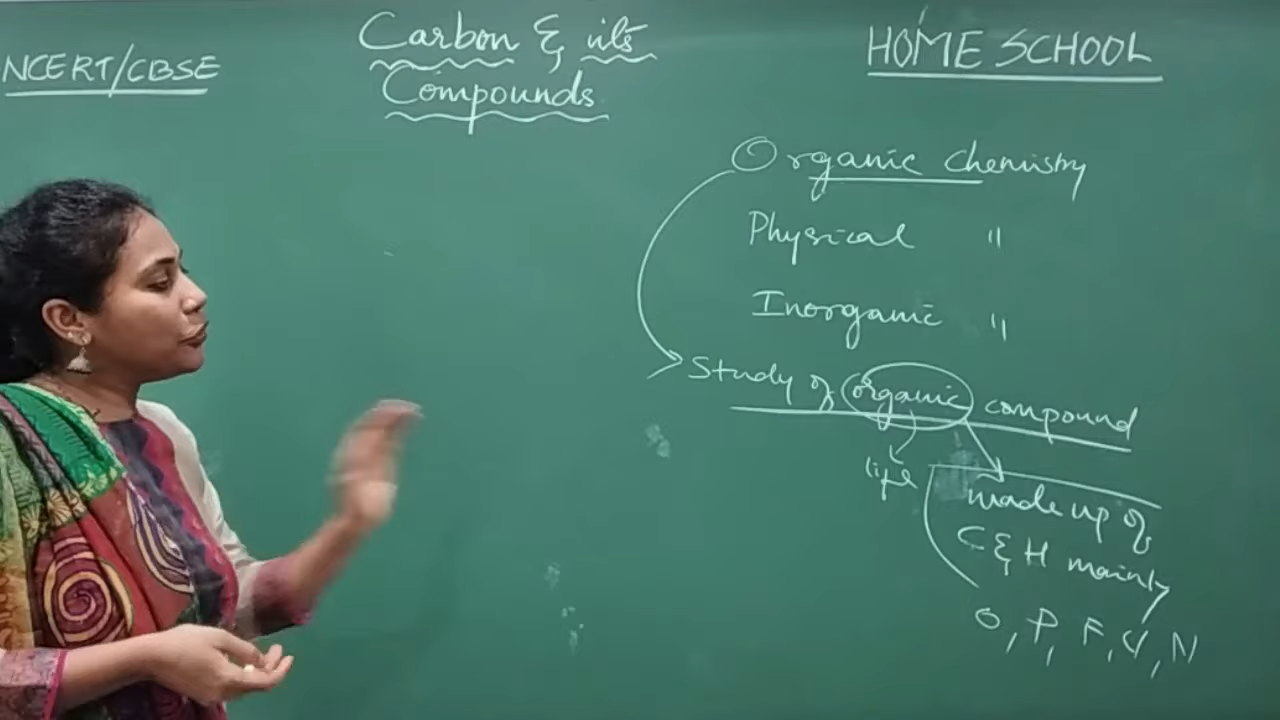 NCERT/CBSE
Carbon & its
Compounds
HOME SCHOOL
Organic chemistry
Physical "
Inorganic "
Study of organic compound
life
made up of
C & H mainly
O, P, F, Cl, N